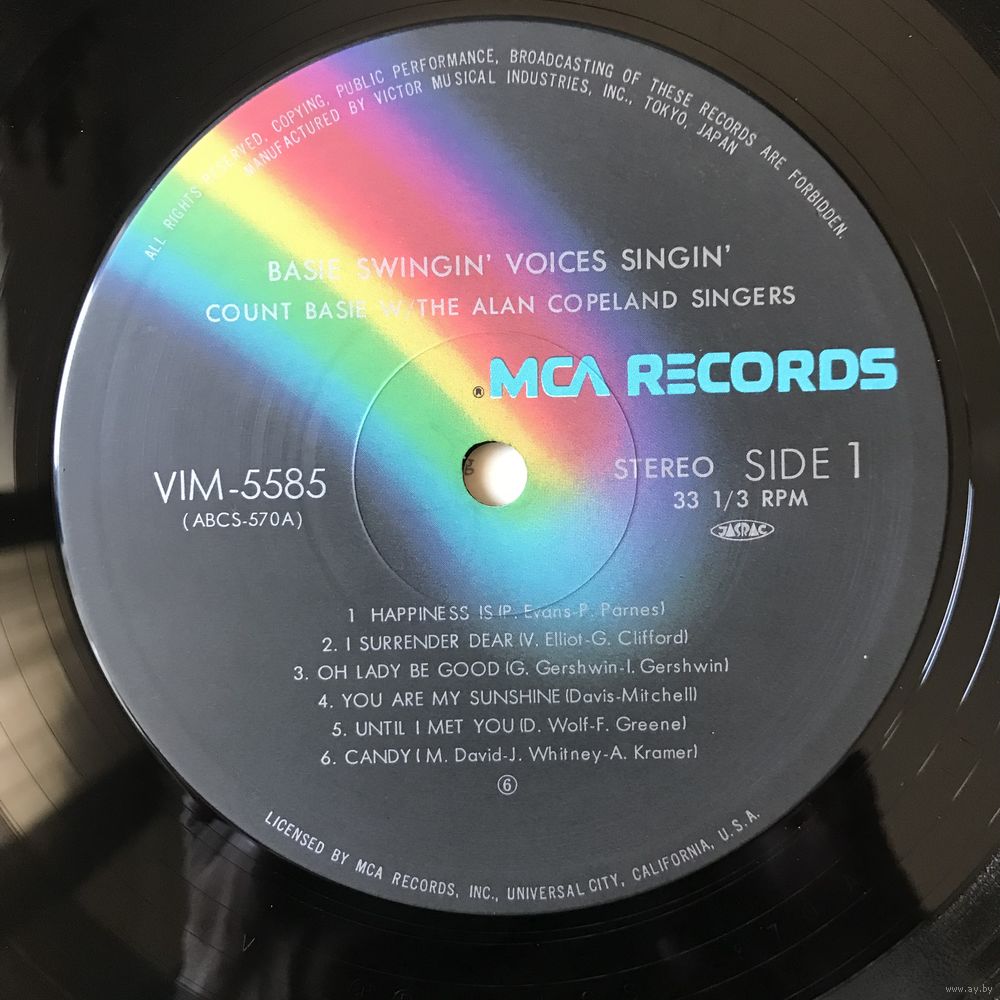 ALL RIGHTS RESERVED. COPYING, PUBLIC PERFORMANCE, BROADCASTING OF THESE RECORDS ARE FORBIDDEN.
MANUFACTURED BY VICTOR MUSICAL INDUSTRIES, INC., TOKYO, JAPAN
BASIE SWINGIN' VOICES SINGIN'
COUNT BASIE W/THE ALAN COPELAND SINGERS
® MCA RECORDS
VIM-5585
(ABCS-570A)
STEREO SIDE 1
33 1/3 RPM
JASRAC
1 HAPPINESS IS (P. Evans-P. Parnes)
2. I SURRENDER DEAR (V. Elliot-G. Clifford)
3. OH LADY BE GOOD (G. Gershwin-I. Gershwin)
4. YOU ARE MY SUNSHINE (Davis-Mitchell)
5. UNTIL I MET YOU (D. Wolf-F. Greene)
6. CANDY (M. David-J. Whitney-A. Kramer)
⑥
LICENSED BY MCA RECORDS, INC., UNIVERSAL CITY, CALIFORNIA, U.S.A.
www.ay.by